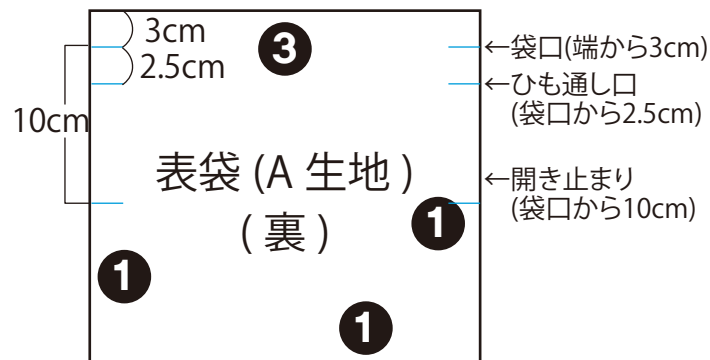 3cm
❸
←袋口(端から3cm)
2.5cm
←ひも通し口
(袋口から2.5cm)
10cm
表袋(A生地)
←開き止まり
(袋口から10cm)
(裏)
❶
❶
❶